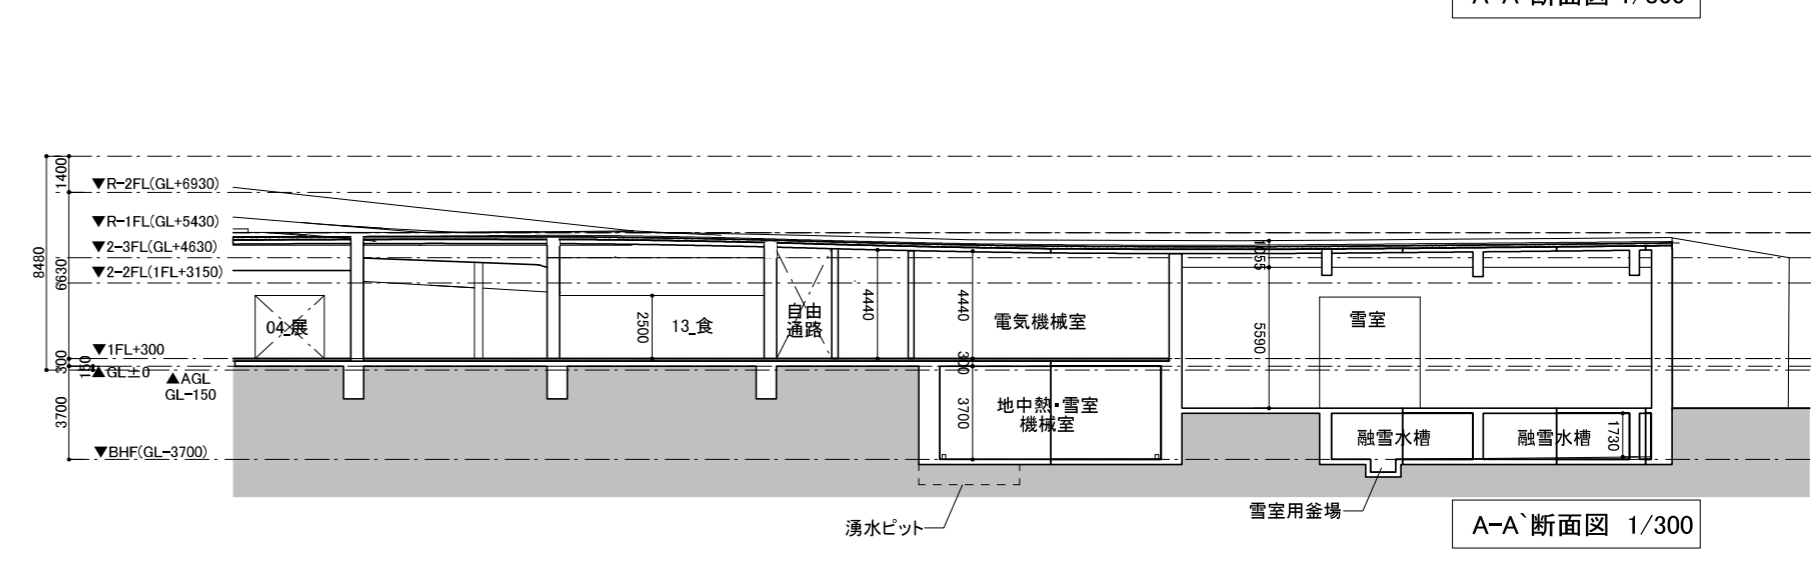 A-A`断面図 1/300
1400
▼R-2FL(GL+6930)
▼R-1FL(GL+5430)
▼2-3FL(GL+4630)
▼2-2FL(1FL+3150)
8480
6630
▼1FL+300
300
150
▲GL±0
▲AGL
GL-150
3700
▼BHF(GL-3700)
04_展
2500
13_食
自由
通路
4440
4440
電気機械室
300
3700
地中熱・雪室
機械室
1055
5590
雪室
融雪水槽
融雪水槽
1730
湧水ピット
雪室用釜場
A-A`断面図 1/300